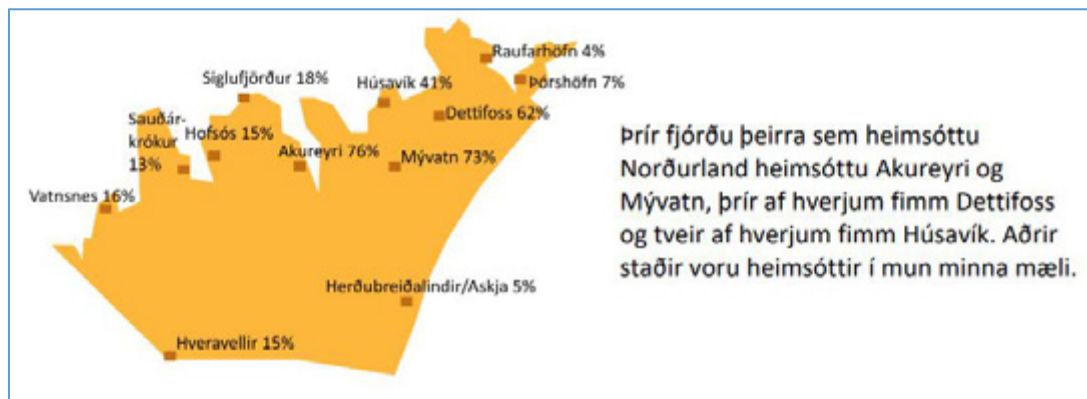 Raufarhöfn 4%
Siglufjörður 18%
Húsavík 41%
Þórshöfn 7%
Dettifoss 62%
Sauðár-
krókur
13%
Hofsós 15%
Akureyri 76%
Mývatn 73%
Vatnsnes 16%
Herðubreiðalindir/Askja 5%
Hveravellir 15%
Þrír fjórðu þeirra sem heimsóttu
Norðurland heimsóttu Akureyri og
Mývatn, þrír af hverjum fimm Dettifoss
og tveir af hverjum fimm Húsavík. Aðrir
staðir voru heimsóttir í mun minna mæli.